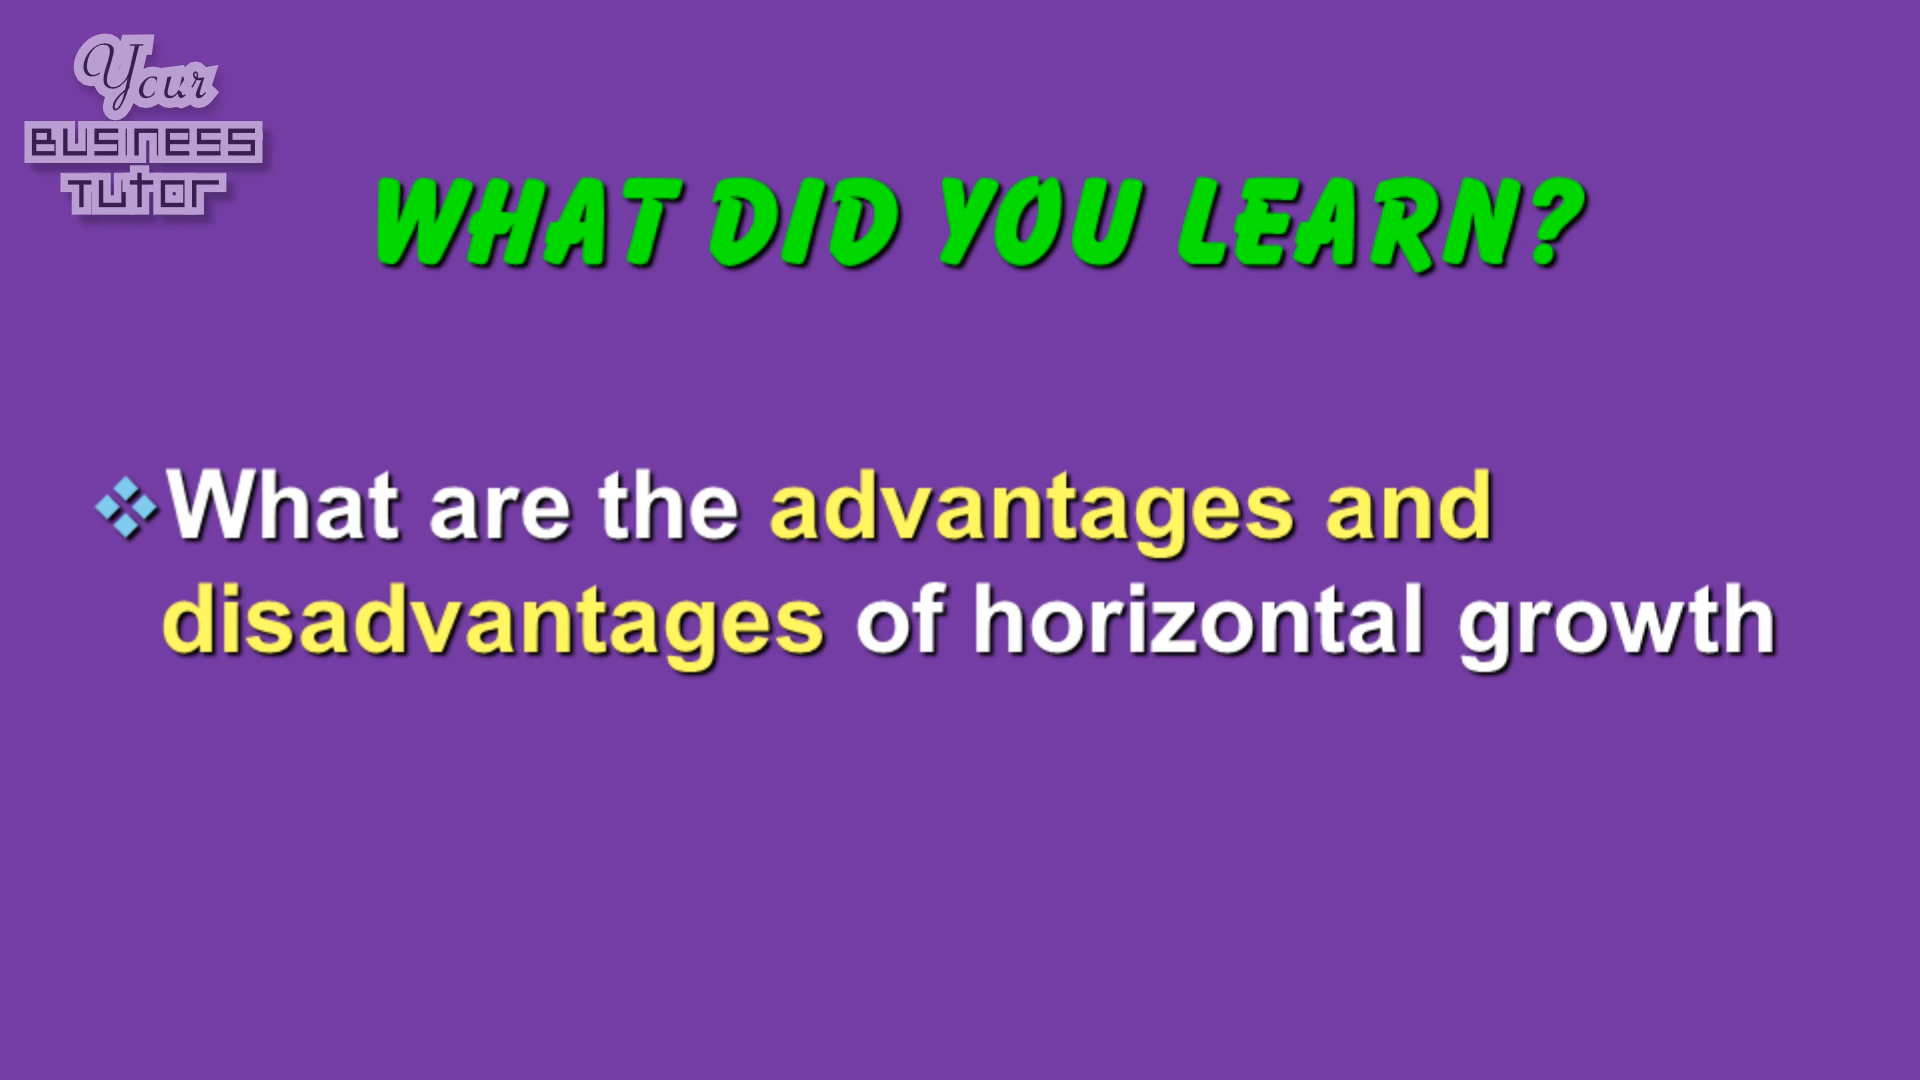 Your
BUSINESS
TUTOR
WHAT DID YOU LEARN?
What are the advantages and
disadvantages of horizontal growth